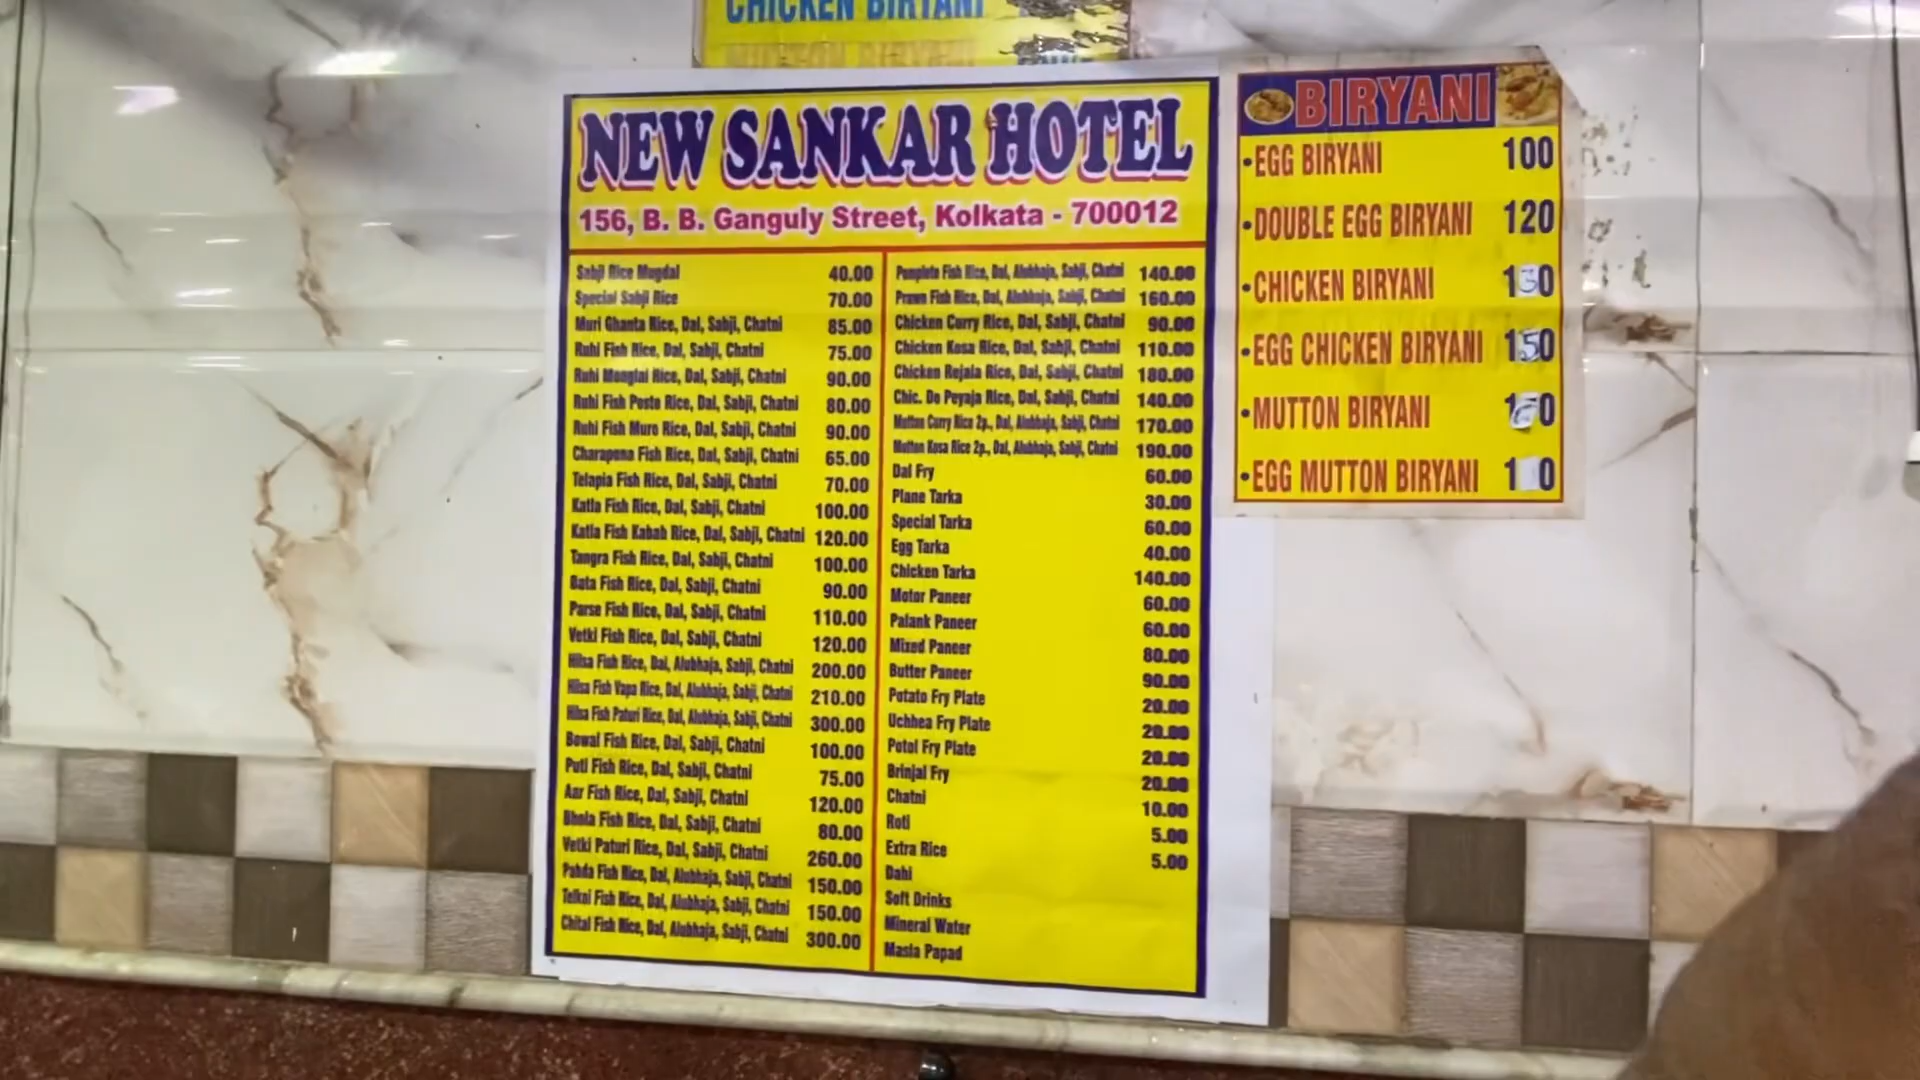 CHICKEN BIRYANI
MUTTON BIRYANI
NEW SANKAR HOTEL
156, B. B. Ganguly Street, Kolkata - 700012
Sabji Rice Mugdal 40.00
Special Sabji Rice 70.00
Muri Ghanta Rice, Dal, Sabji, Chatni 85.00
Ruhi Fish Rice, Dal, Sabji, Chatni 75.00
Ruhi Monglai Rice, Dal, Sabji, Chatni 90.00
Ruhi Fish Posto Rice, Dal, Sabji, Chatni 80.00
Ruhi Fish Muro Rice, Dal, Sabji, Chatni 90.00
Charapona Fish Rice, Dal, Sabji, Chatni 65.00
Telapia Fish Rice, Dal, Sabji, Chatni 70.00
Katla Fish Rice, Dal, Sabji, Chatni 100.00
Katla Fish Kabab Rice, Dal, Sabji, Chatni 120.00
Tangra Fish Rice, Dal, Sabji, Chatni 100.00
Bata Fish Rice, Dal, Sabji, Chatni 90.00
Parse Fish Rice, Dal, Sabji, Chatni 110.00
Vetki Fish Rice, Dal, Sabji, Chatni 120.00
Hilsa Fish Rice, Dal, Alubhaja, Sabji, Chatni 200.00
Hilsa Fish Vapa Rice, Dal, Alubhaja, Sabji, Chatni 210.00
Hilsa Fish Paturi Rice, Dal, Alubhaja, Sabji, Chatni 300.00
Bowal Fish Rice, Dal, Sabji, Chatni 100.00
Puti Fish Rice, Dal, Sabji, Chatni 75.00
Aar Fish Rice, Dal, Sabji, Chatni 120.00
Bhola Fish Rice, Dal, Sabji, Chatni 80.00
Vetki Paturi Rice, Dal, Sabji, Chatni 260.00
Pabda Fish Rice, Dal, Alubhaja, Sabji, Chatni 150.00
Telkoi Fish Rice, Dal, Alubhaja, Sabji, Chatni 150.00
Chital Fish Rice, Dal, Alubhaja, Sabji, Chatni 300.00
Pomplete Fish Rice, Dal, Alubhaja, Sabji, Chatni 140.00
Prawn Fish Rice, Dal, Alubhaja, Sabji, Chatni 160.00
Chicken Curry Rice, Dal, Sabji, Chatni 90.00
Chicken Kosa Rice, Dal, Sabji, Chatni 110.00
Chicken Rejala Rice, Dal, Sabji, Chatni 180.00
Chic. Do Peyaja Rice, Dal, Sabji, Chatni 140.00
Mutton Curry Rice 2p., Dal, Alubhaja, Sabji, Chatni 170.00
Mutton Kosa Rice 2p., Dal, Alubhaja, Sabji, Chatni 190.00
Dal Fry 60.00
Plane Tarka 30.00
Special Tarka 60.00
Egg Tarka 40.00
Chicken Tarka 140.00
Motor Paneer 60.00
Palank Paneer 60.00
Mixed Paneer 80.00
Butter Paneer 90.00
Potato Fry Plate 20.00
Uchhea Fry Plate 20.00
Potol Fry Plate 20.00
Brinjal Fry 20.00
Chatni 10.00
Roti 5.00
Extra Rice 5.00
Dahi
Soft Drinks
Mineral Water
Masla Papad
BIRYANI
•EGG BIRYANI 100
•DOUBLE EGG BIRYANI 120
•CHICKEN BIRYANI 130
•EGG CHICKEN BIRYANI 150
•MUTTON BIRYANI
•EGG MUTTON BIRYANI